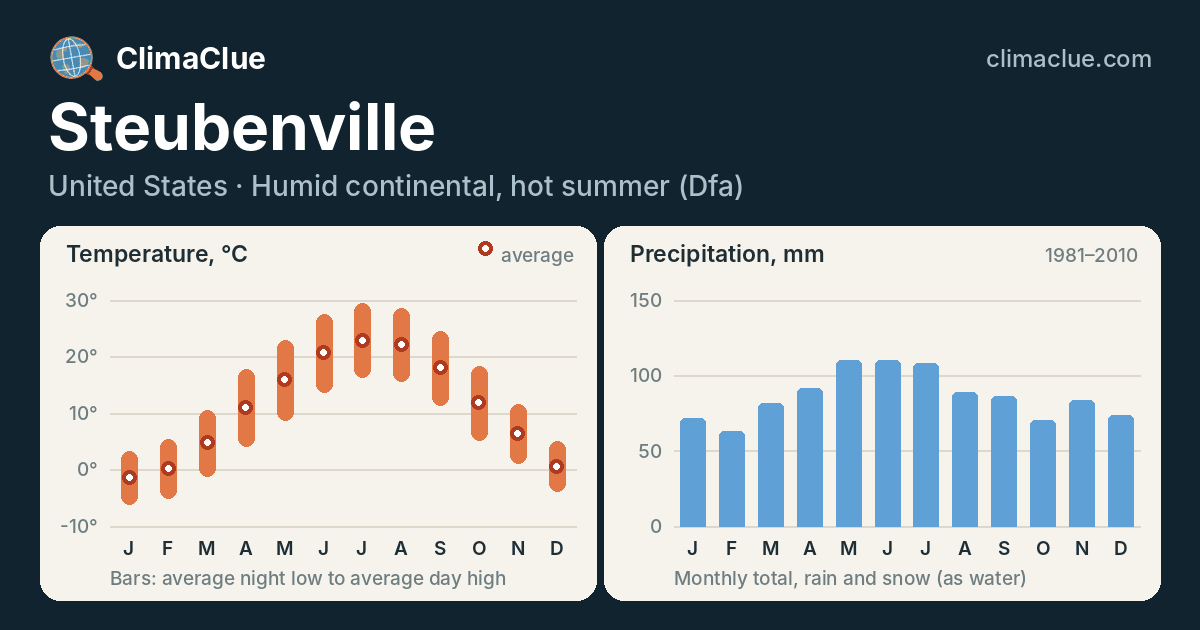 ClimaClue
climaclue.com
Steubenville
United States · Humid continental, hot summer (Dfa)
Temperature, °C
average
30°
20°
10°
0°
-10°
J F M A M J J A S O N D
Bars: average night low to average day high
Precipitation, mm
1981–2010
150
100
50
0
J F M A M J J A S O N D
Monthly total, rain and snow (as water)